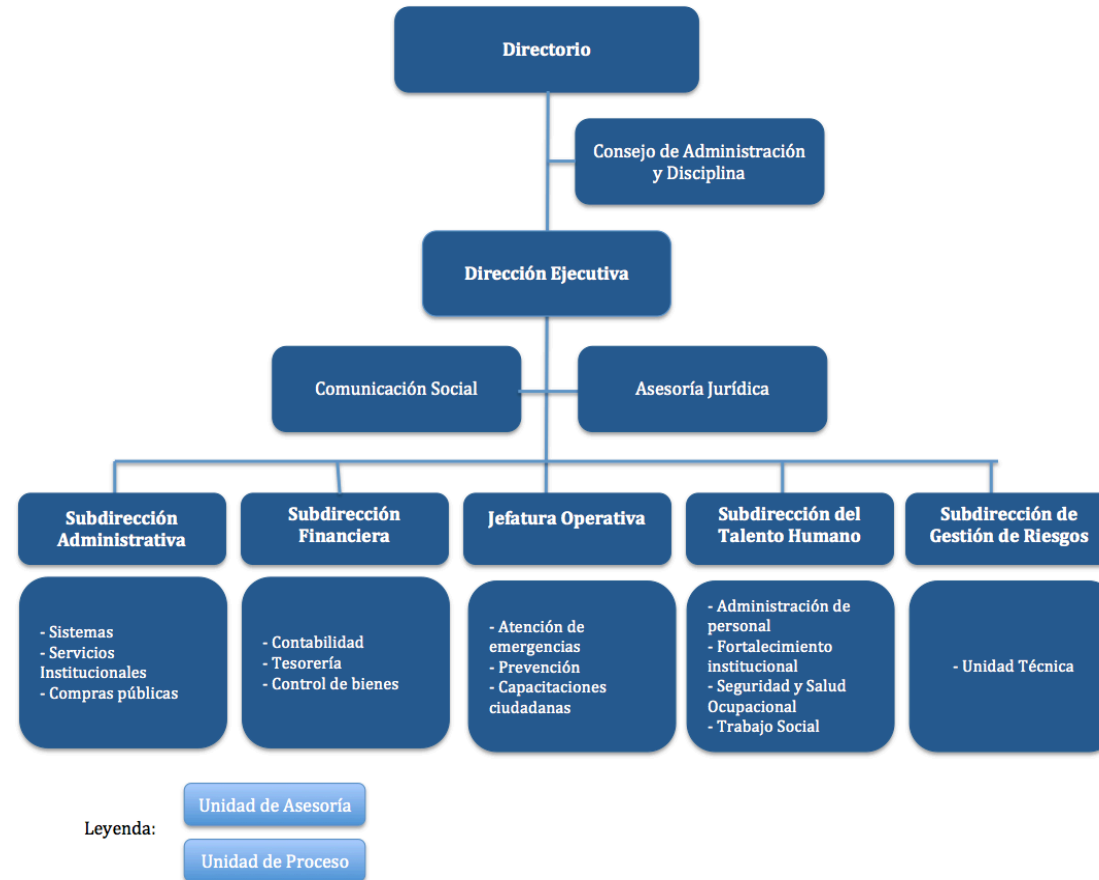 Directorio
Consejo de Administración
y Disciplina
Dirección Ejecutiva
Comunicación Social
Asesoría Jurídica
Subdirección
Administrativa
Subdirección
Financiera
Jefatura Operativa
Subdirección del
Talento Humano
Subdirección de
Gestión de Riesgos
- Sistemas
- Servicios
Institucionales
- Compras públicas
- Contabilidad
- Tesorería
- Control de bienes
- Atención de
emergencias
- Prevención
- Capacitaciones
ciudadanas
- Administración de
personal
- Fortalecimiento
institucional
- Seguridad y Salud
Ocupacional
- Trabajo Social
- Unidad Técnica
Leyenda:
Unidad de Asesoría
Unidad de Proceso